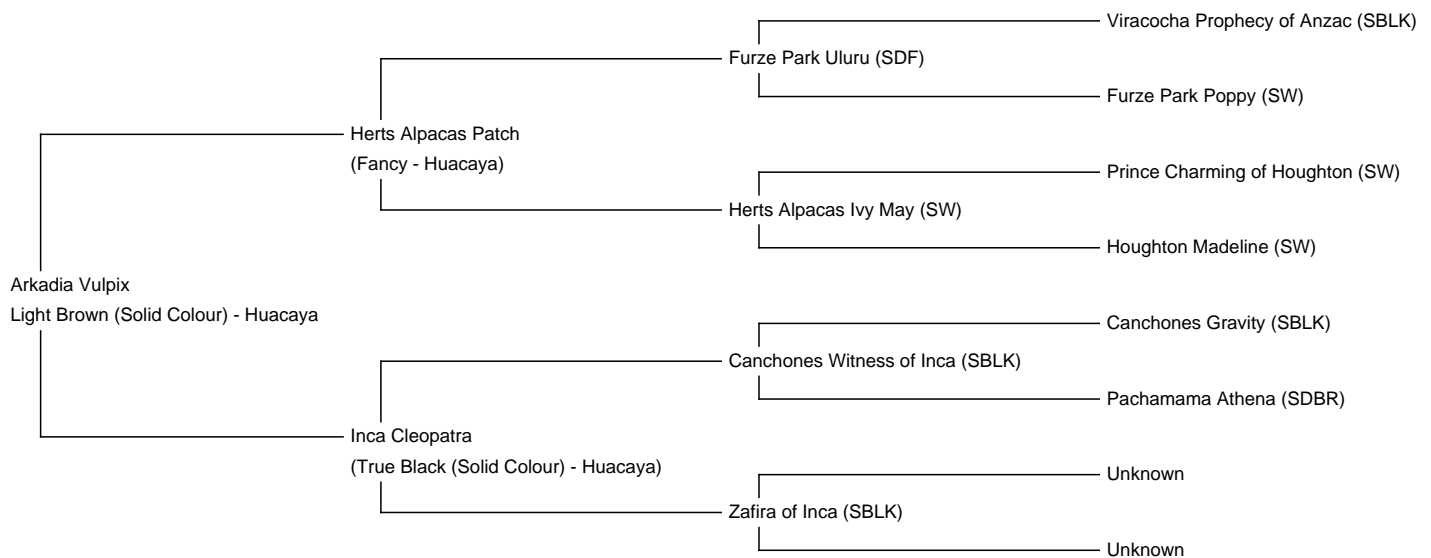 Viracocha Prophecy of Anzac (SBLK)
Furze Park Uluru (SDF)
Furze Park Poppy (SW)
Herts Alpacas Patch
(Fancy - Huacaya)
Prince Charming of Houghton (SW)
Herts Alpacas Ivy May (SW)
Houghton Madeline (SW)
Arkadia Vulpix
Light Brown (Solid Colour) - Huacaya
Canchones Gravity (SBLK)
Canchones Witness of Inca (SBLK)
Pachamama Athena (SDBR)
Inca Cleopatra
(True Black (Solid Colour) - Huacaya)
Unknown
Zafira of Inca (SBLK)
Unknown